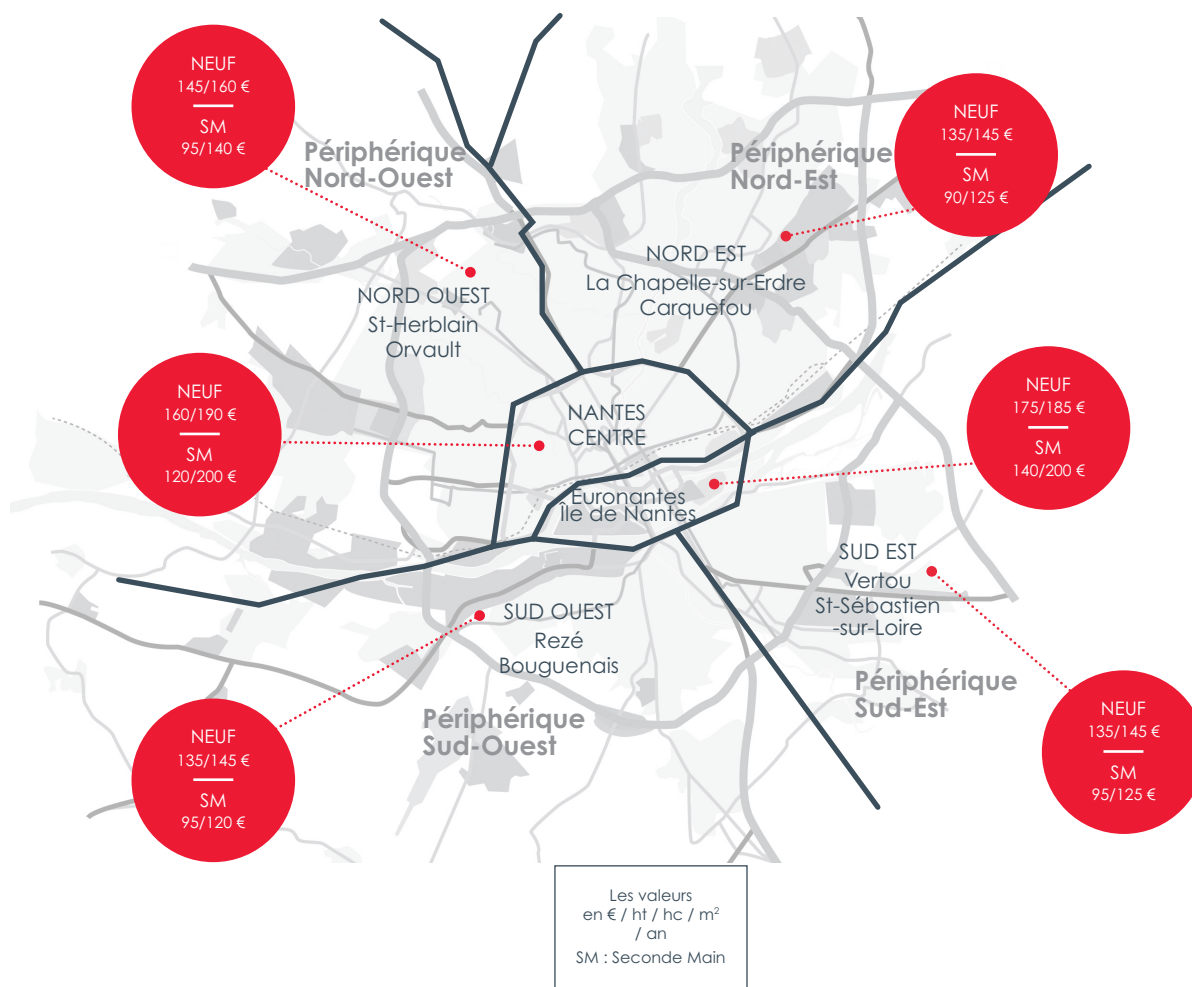 NEUF
145/160 €
SM
95/140 €
Périphérique
Nord-Ouest
Périphérique
Nord-Est
NEUF
135/145 €
SM
90/125 €
NORD OUEST
St-Herblain
Orvault
NORD EST
La Chapelle-sur-Erdre
Carquefou
NEUF
160/190 €
SM
120/200 €
NANTES
CENTRE
Euronantes
Île de Nantes
NEUF
175/185 €
SM
140/200 €
SUD EST
Vertou
St-Sébastien
-sur-Loire
SUD OUEST
Rezé
Bouguenais
Périphérique
Sud-Ouest
Périphérique
Sud-Est
NEUF
135/145 €
SM
95/120 €
NEUF
135/145 €
SM
95/125 €
Les valeurs
en € / ht / hc / m²
/ an
SM : Seconde Main